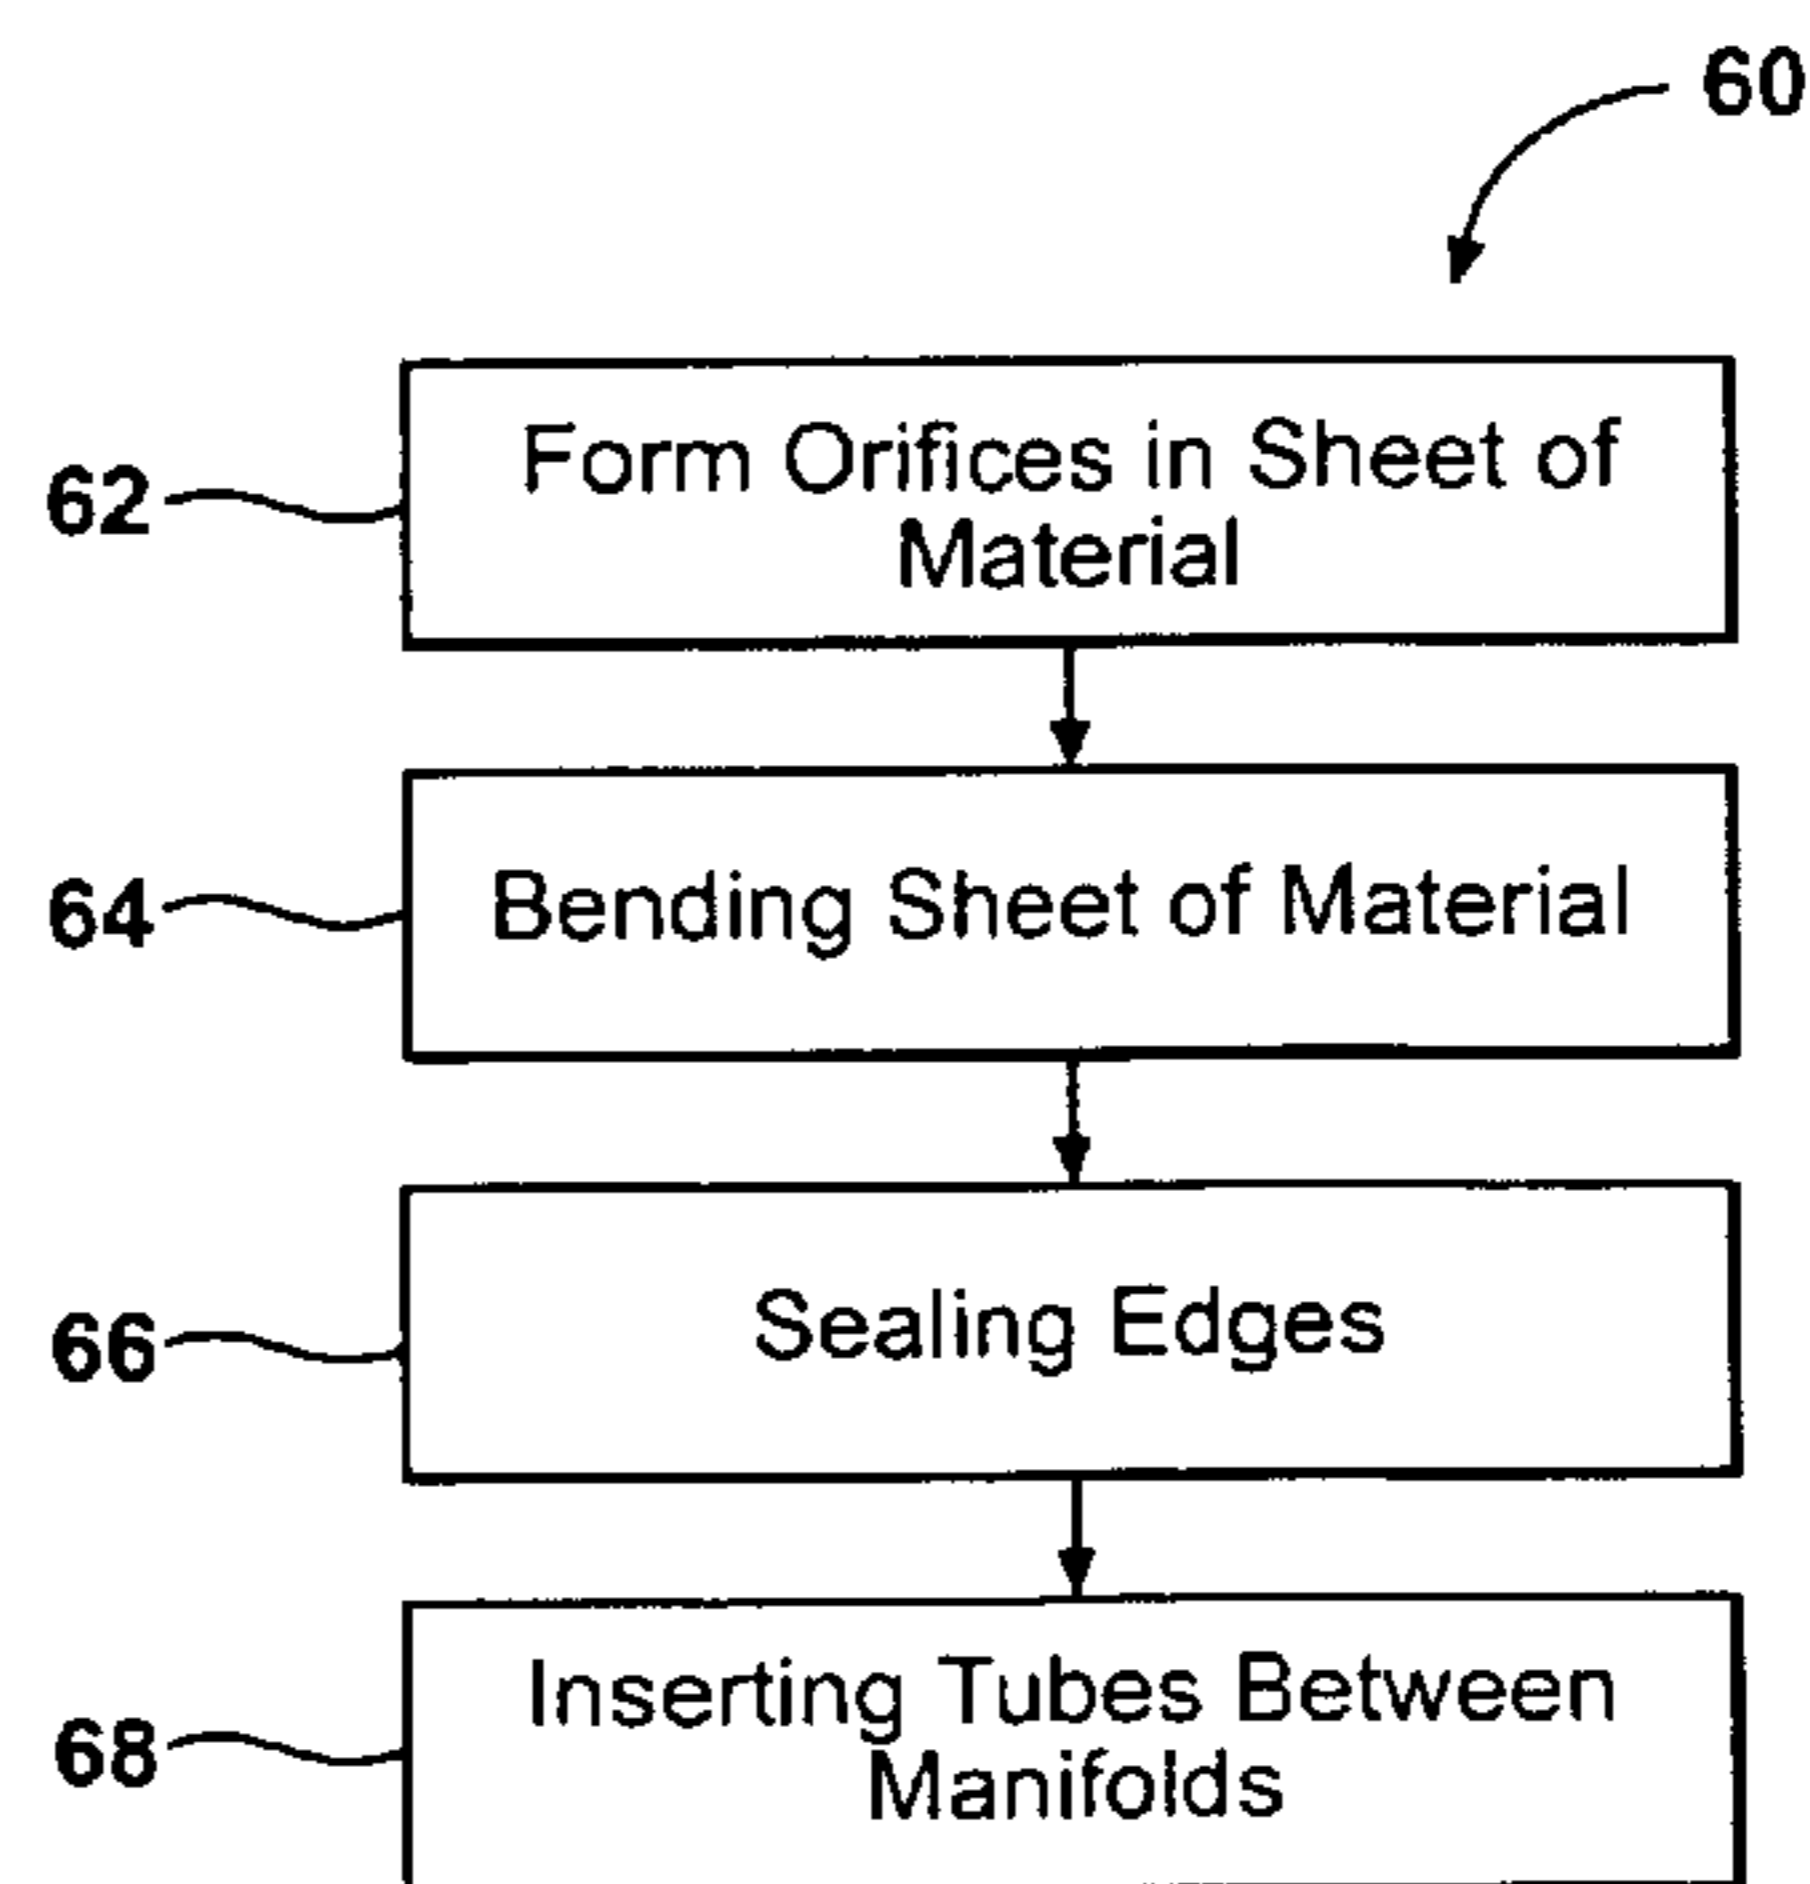 60
62
Form Orifices in Sheet of
Material
64
Bending Sheet of Material
66
Sealing Edges
68
Inserting Tubes Between
Manifolds